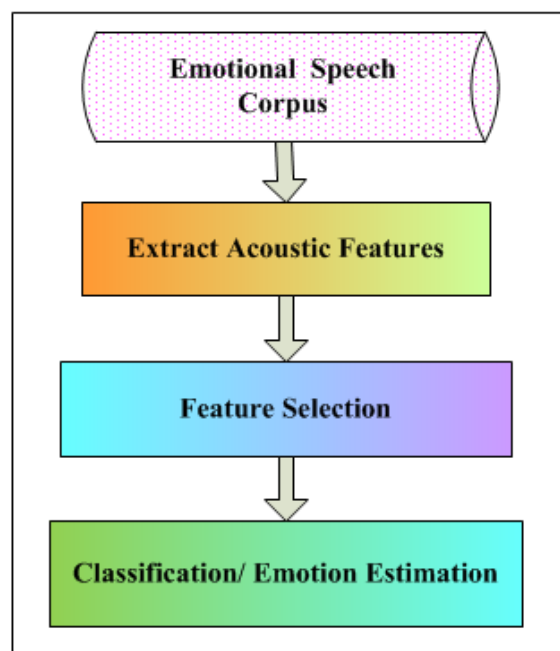 Emotional Speech
Corpus
Extract Acoustic Features
Feature Selection
Classification/ Emotion Estimation